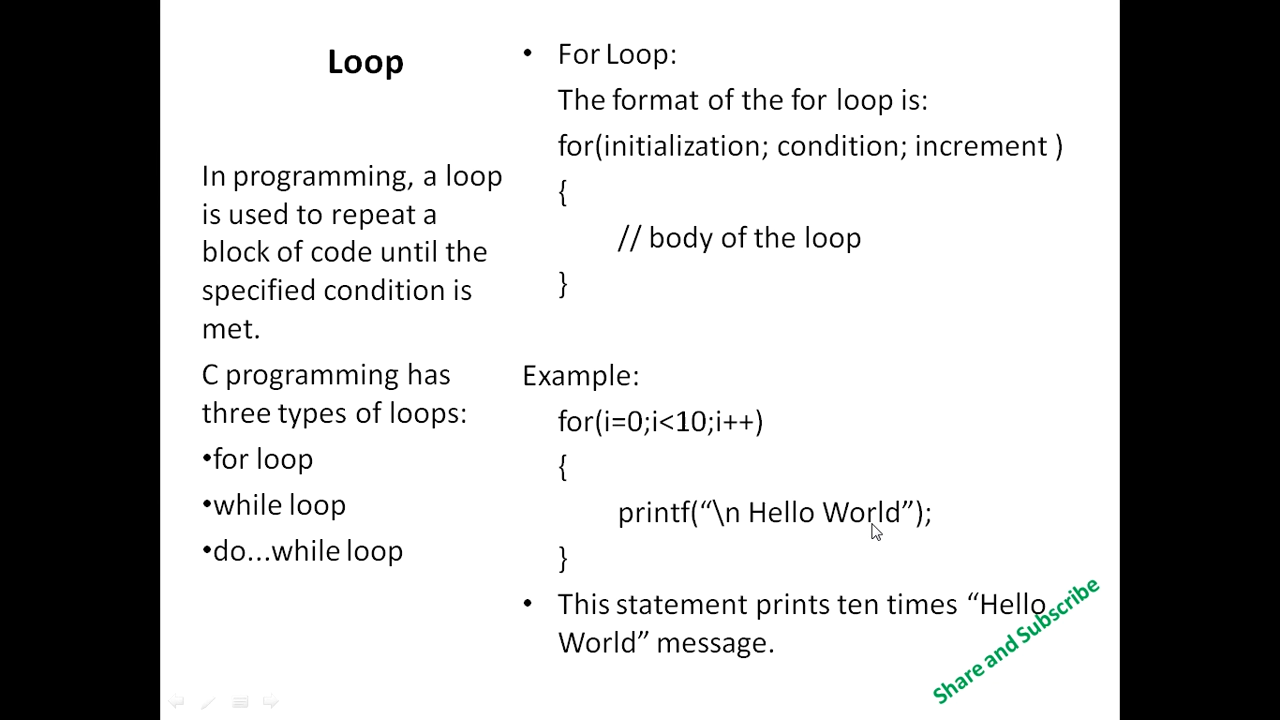 Loop
In programming, a loop
is used to repeat a
block of code until the
specified condition is
met.
C programming has
three types of loops:
•for loop
•while loop
•do...while loop
• For Loop:
The format of the for loop is:
for(initialization; condition; increment )
{
// body of the loop
}
Example:
for(i=0;i<10;i++)
{
printf(“\n Hello World”);
}
• This statement prints ten times “Hello
World” message.
Share and Subscribe